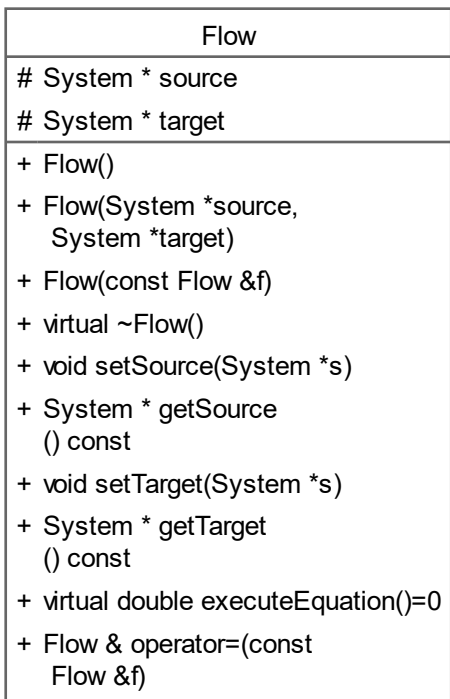 Flow
# System * source
# System * target
+ Flow()
+ Flow(System *source,
System *target)
+ Flow(const Flow &f)
+ virtual ~Flow()
+ void setSource(System *s)
+ System * getSource
() const
+ void setTarget(System *s)
+ System * getTarget
() const
+ virtual double executeEquation()=0
+ Flow & operator=(const
Flow &f)